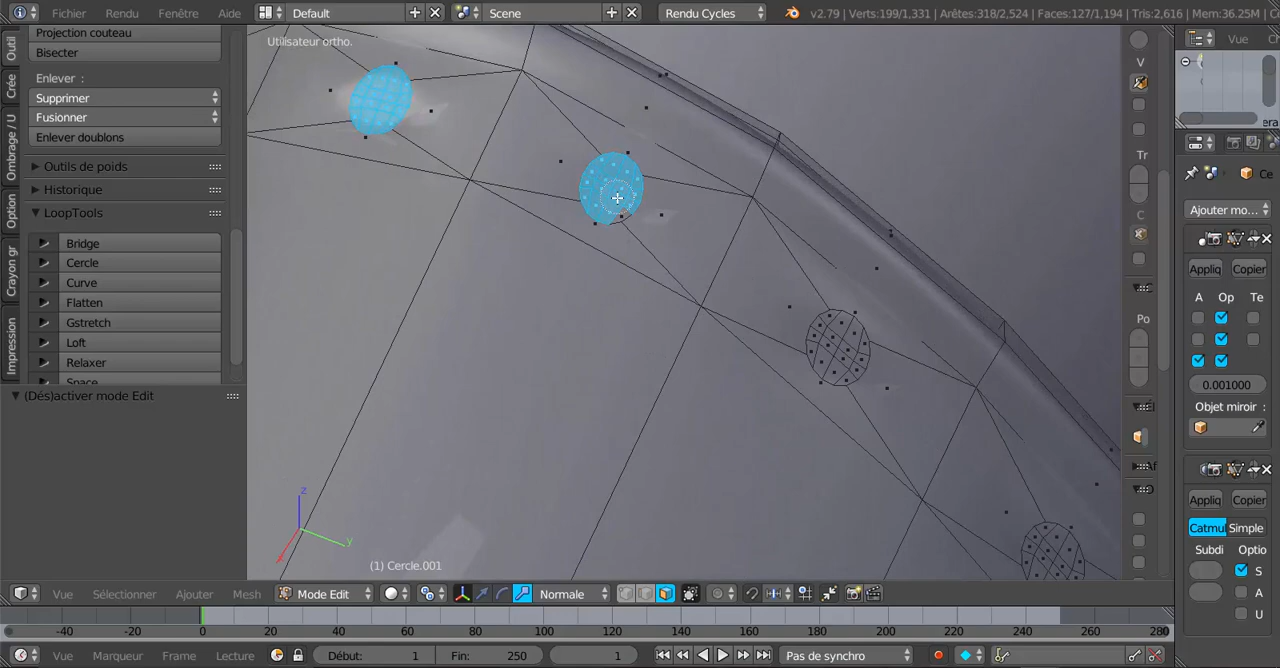 Fichier Rendu Fenêtre Aide Default Scene Rendu Cycles v2.79 | Verts:199/1,331 | Arêtes:318/2,524 | Faces:127/1,194 | Tris:2,616 | Mem:36.25M
Utilisateur ortho.
Outil
Crée
Ombrage / U
Option
Crayon gr
Impression
Projection couteau
Bisecter
Enlever :
Supprimer
Fusionner
Enlever doublons
Outils de poids
Historique
LoopTools
Bridge
Cercle
Curve
Flatten
Gstretch
Loft
Relaxer
Space
(Dés)activer mode Edit
V
Tr
C
Po
Vue
era
Ce
Ajouter mo...
Appliq Copier
A Op Te
0.001000
Objet miroir :
Appliq Copier
Catmu Simple
Subdi Optio
S
A
U
z
y
x
(1) Cercle.001
Vue Sélectionner Ajouter Mesh Mode Edit Normale
-40 -20 0 20 40 60 80 100 120 140 160 180 200 220 240 260 280
Vue Marqueur Frame Lecture Début: 1 Fin: 250 1 Pas de synchro